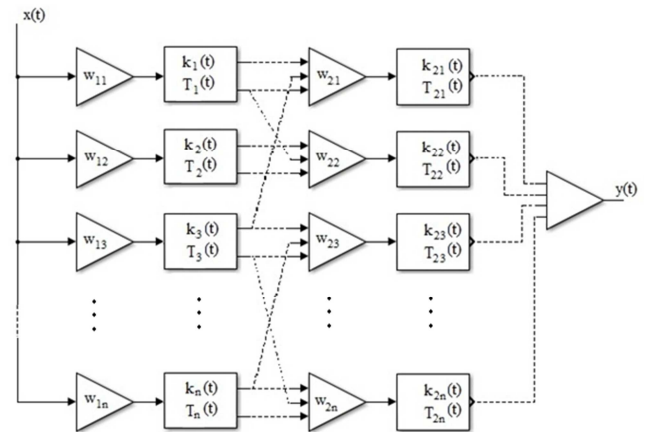 x(t)
w₁₁ k₁(t) w₂₁ k₂₁(t)
T₁(t) T₂₁(t)
w₁₂ k₂(t) w₂₂ k₂₂(t)
T₂(t) T₂₂(t)
y(t)
w₁₃ k₃(t) w₂₃ k₂₃(t)
T₃(t) T₂₃(t)
w₁ₙ kₙ(t) w₂ₙ k₂ₙ(t)
Tₙ(t) T₂ₙ(t)